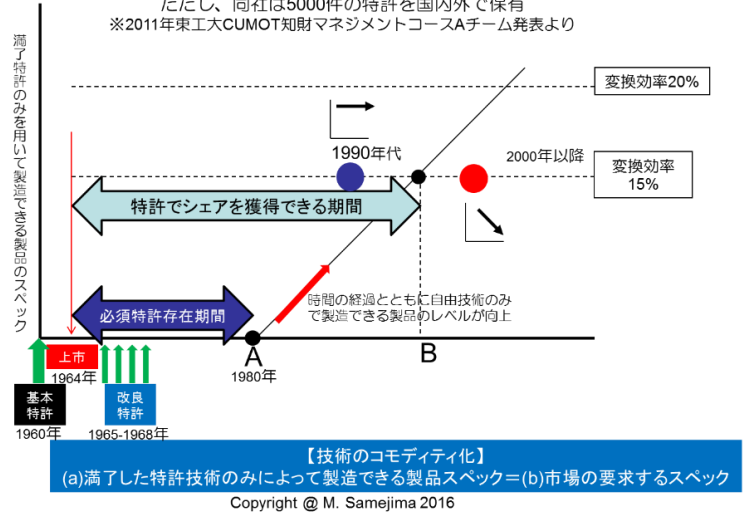 ただし、同社は5000件の特許を国内外で保有
※2011年東工大CUMOT知財マネジメントコースAチーム発表より
満了特許のみを用いて製造できる製品のスペック
変換効率20%
1990年代
2000年以降
変換効率
15%
特許でシェアを獲得できる期間
必須特許存在期間
時間の経過とともに自由技術のみ
で製造できる製品のレベルが向上
A
B
1980年
上市
1964年
基本
特許
1960年
改良
特許
1965-1968年
【技術のコモディティ化】
(a)満了した特許技術のみによって製造できる製品スペック＝(b)市場の要求するスペック
Copyright @ M. Samejima 2016